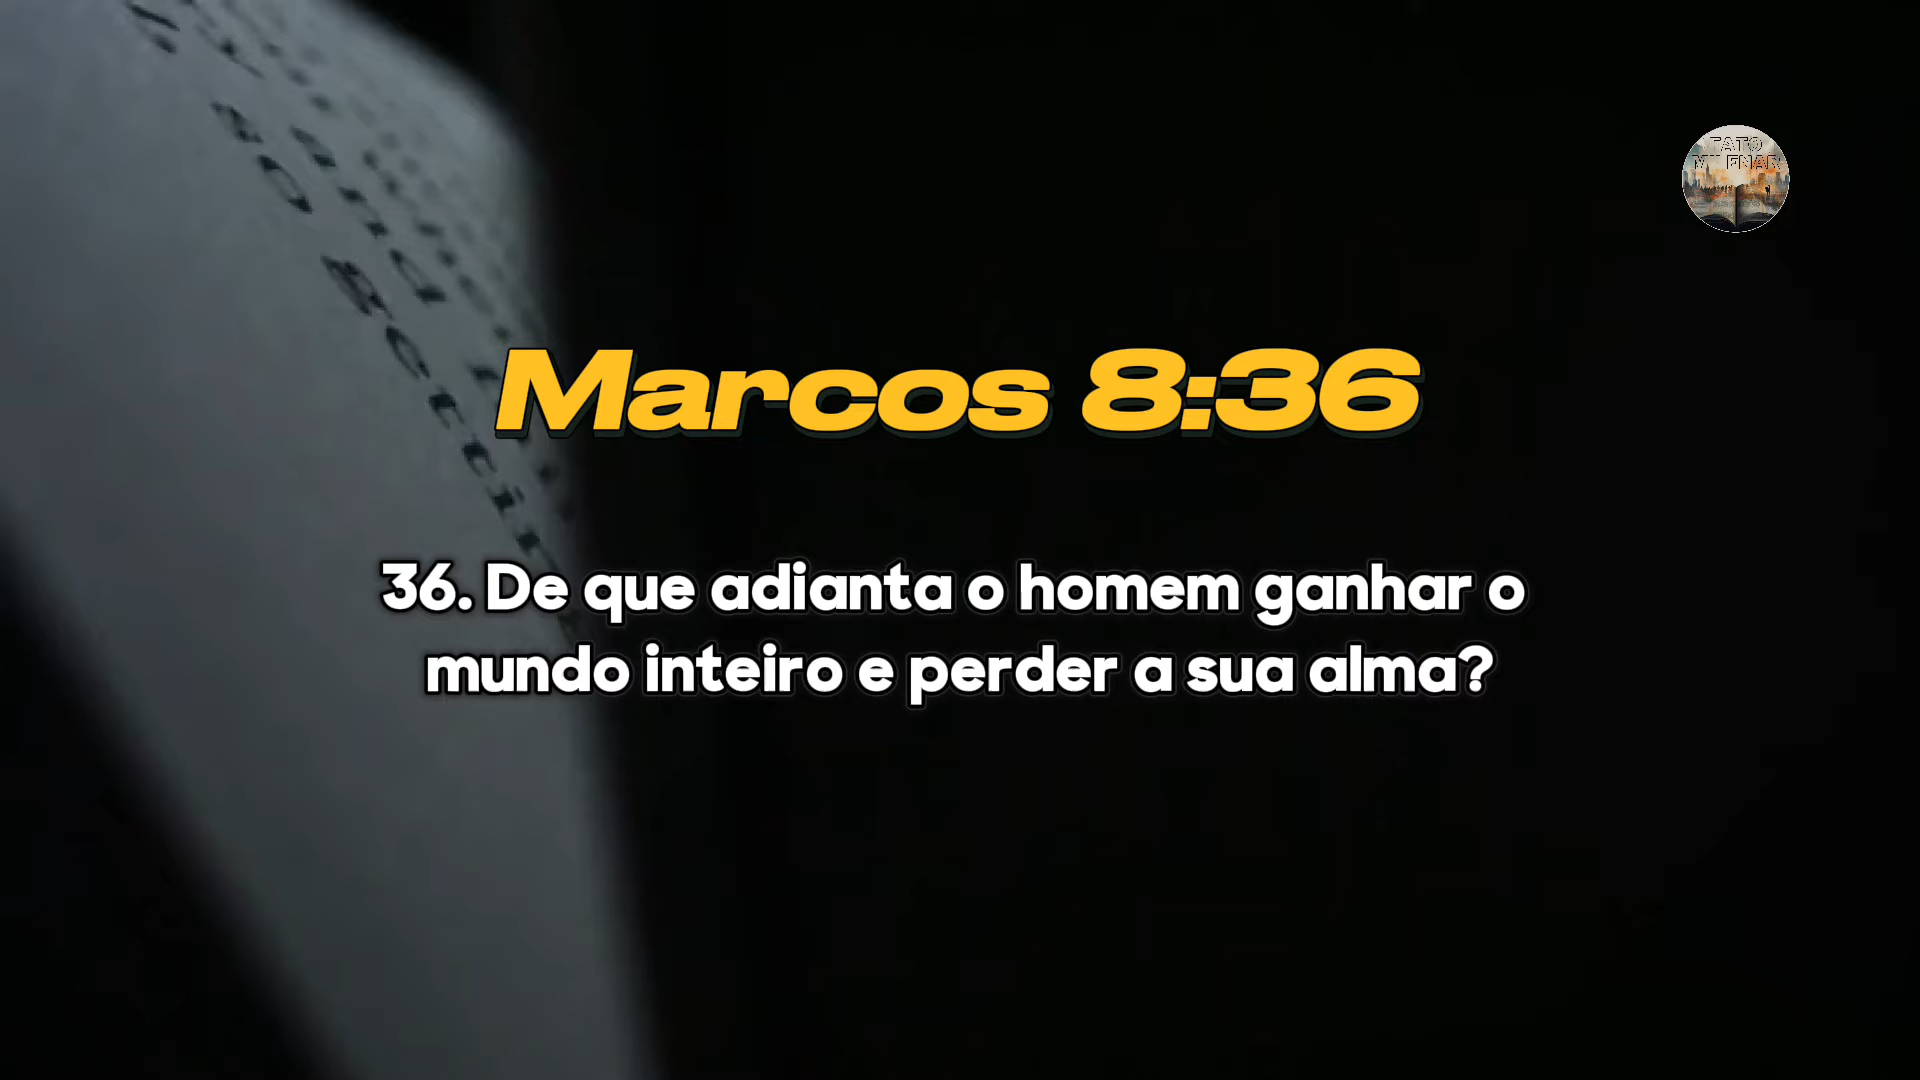 Marcos 8:36
36. De que adianta o homem ganhar o
mundo inteiro e perder a sua alma?